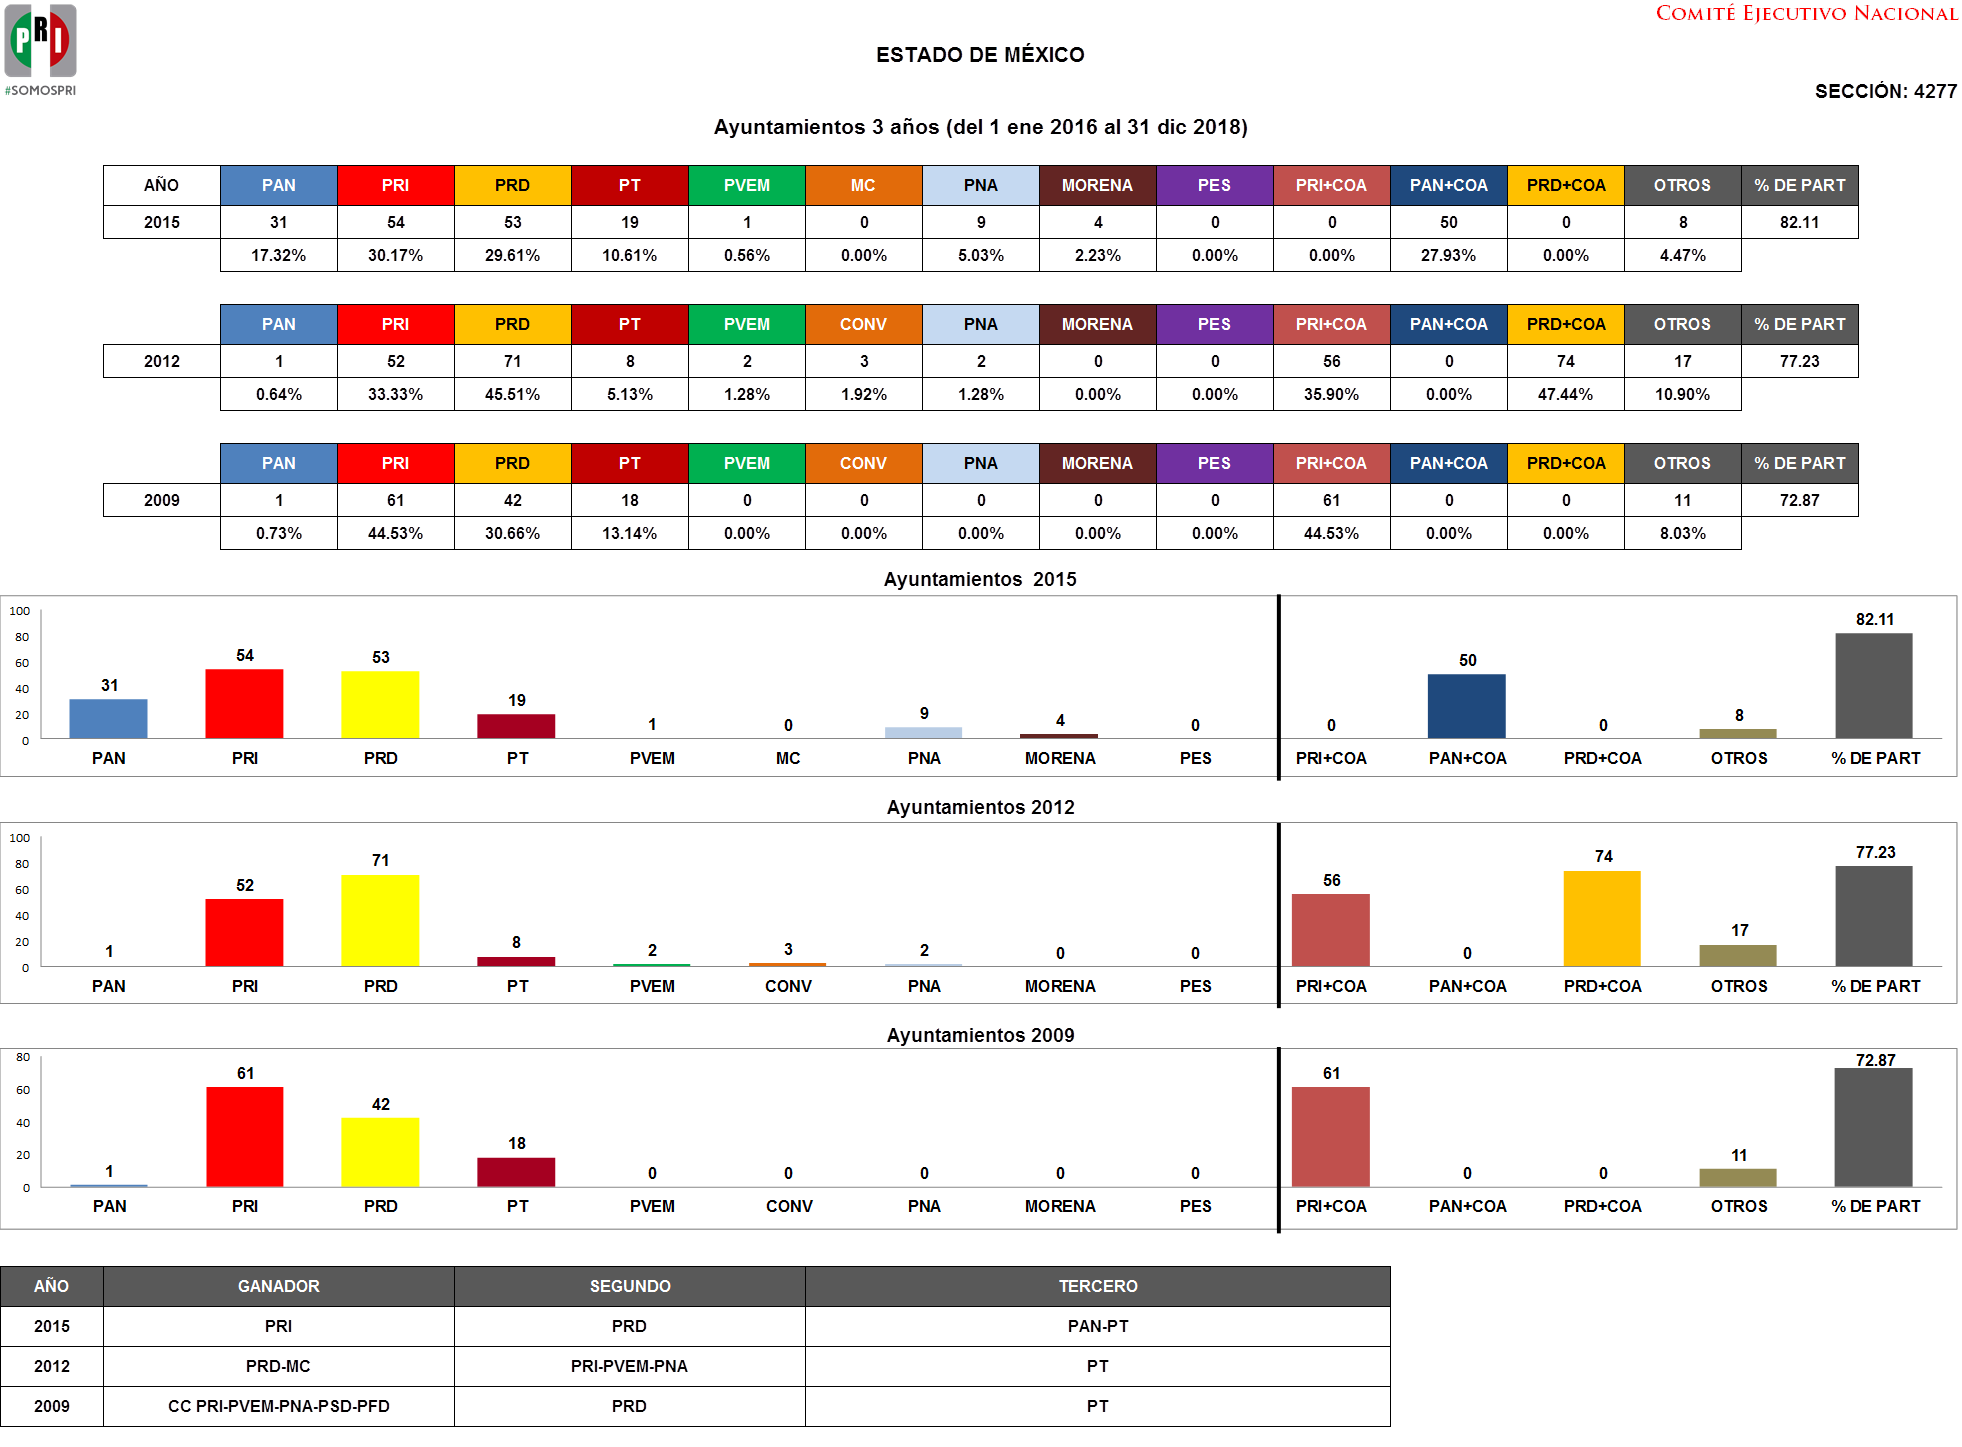 PRI
#SOMOSPRI
COMITÉ EJECUTIVO NACIONAL
ESTADO DE MÉXICO
SECCIÓN: 4277
Ayuntamientos 3 años (del 1 ene 2016 al 31 dic 2018)
AÑO PAN PRI PRD PT PVEM MC PNA MORENA PES PRI+COA PAN+COA PRD+COA OTROS % DE PART
2015 31 54 53 19 1 0 9 4 0 0 50 0 8 82.11
17.32% 30.17% 29.61% 10.61% 0.56% 0.00% 5.03% 2.23% 0.00% 0.00% 27.93% 0.00% 4.47%
PAN PRI PRD PT PVEM CONV PNA MORENA PES PRI+COA PAN+COA PRD+COA OTROS % DE PART
2012 1 52 71 8 2 3 2 0 0 56 0 74 17 77.23
0.64% 33.33% 45.51% 5.13% 1.28% 1.92% 1.28% 0.00% 0.00% 35.90% 0.00% 47.44% 10.90%
PAN PRI PRD PT PVEM CONV PNA MORENA PES PRI+COA PAN+COA PRD+COA OTROS % DE PART
2009 1 61 42 18 0 0 0 0 0 61 0 0 11 72.87
0.73% 44.53% 30.66% 13.14% 0.00% 0.00% 0.00% 0.00% 0.00% 44.53% 0.00% 0.00% 8.03%
Ayuntamientos 2015
100
80
60
40
20
0
31 54 53 19 1 0 9 4 0 0 50 0 8 82.11
PAN PRI PRD PT PVEM MC PNA MORENA PES PRI+COA PAN+COA PRD+COA OTROS % DE PART
Ayuntamientos 2012
100
80
60
40
20
0
1 52 71 8 2 3 2 0 0 56 0 74 17 77.23
PAN PRI PRD PT PVEM CONV PNA MORENA PES PRI+COA PAN+COA PRD+COA OTROS % DE PART
Ayuntamientos 2009
80
60
40
20
0
1 61 42 18 0 0 0 0 0 61 0 0 11 72.87
PAN PRI PRD PT PVEM CONV PNA MORENA PES PRI+COA PAN+COA PRD+COA OTROS % DE PART
AÑO GANADOR SEGUNDO TERCERO
2015 PRI PRD PAN-PT
2012 PRD-MC PRI-PVEM-PNA PT
2009 CC PRI-PVEM-PNA-PSD-PFD PRD PT